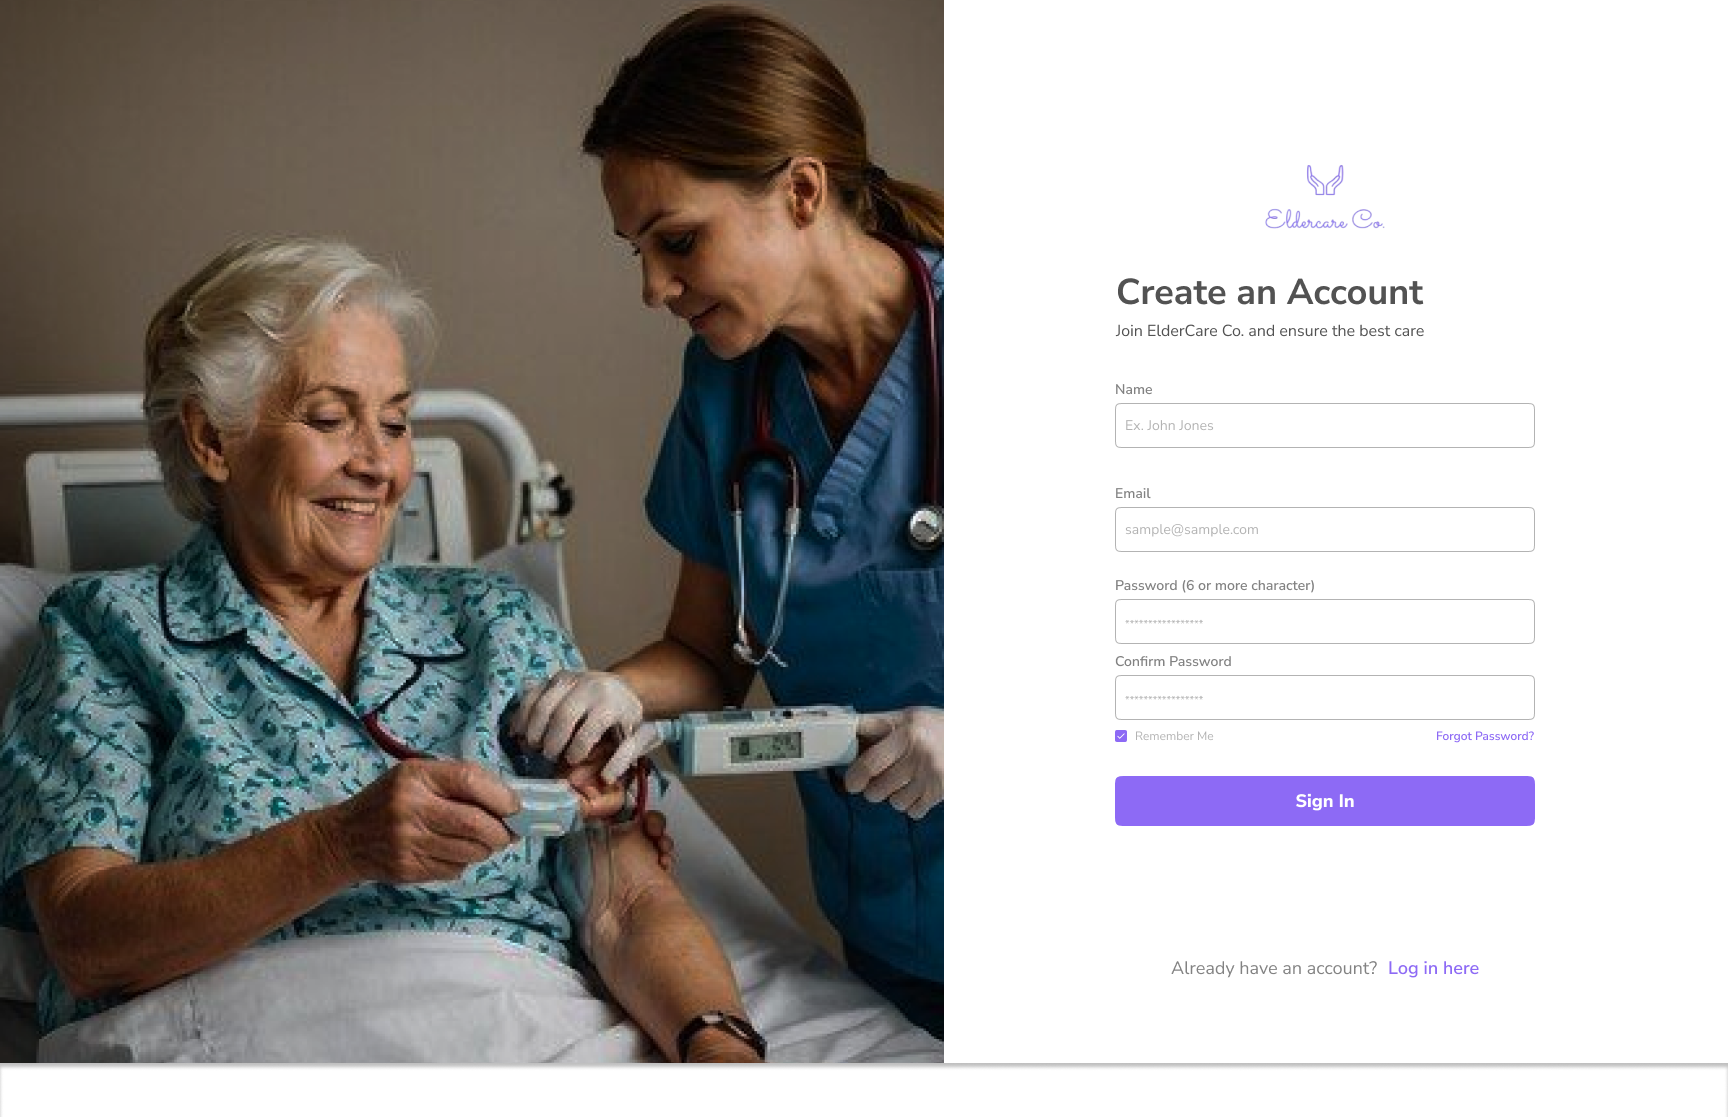 Eldercare Co.
Create an Account
Join ElderCare Co. and ensure the best care
Name
Ex. John Jones
Email
sample@sample.com
Password (6 or more character)
*****************
Confirm Password
*****************
Remember Me
Forgot Password?
Sign In
Already have an account? Log in here